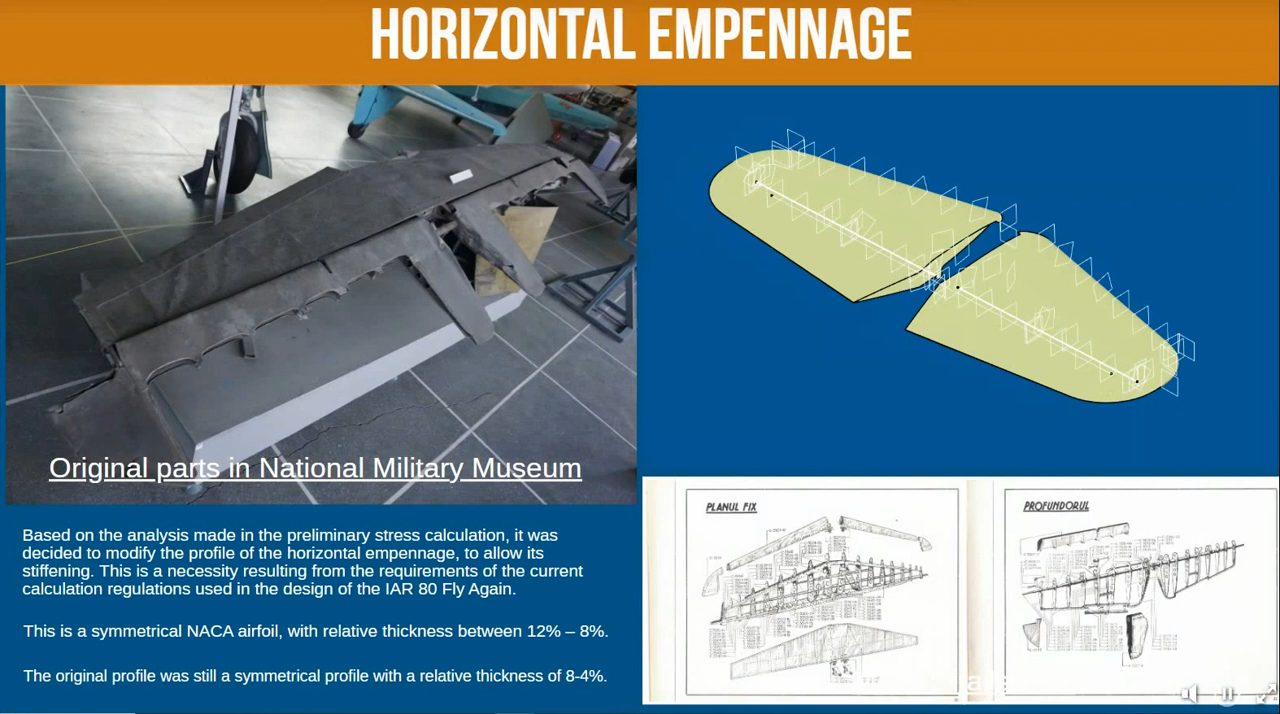 HORIZONTAL EMPENNAGE
Original parts in National Military Museum
Based on the analysis made in the preliminary stress calculation, it was
decided to modify the profile of the horizontal empennage, to allow its
stiffening. This is a necessity resulting from the requirements of the current
calculation regulations used in the design of the IAR 80 Fly Again.
This is a symmetrical NACA airfoil, with relative thickness between 12% – 8%.
The original profile was still a symmetrical profile with a relative thickness of 8-4%.
PLANUL FIX
PROFUNDORUL